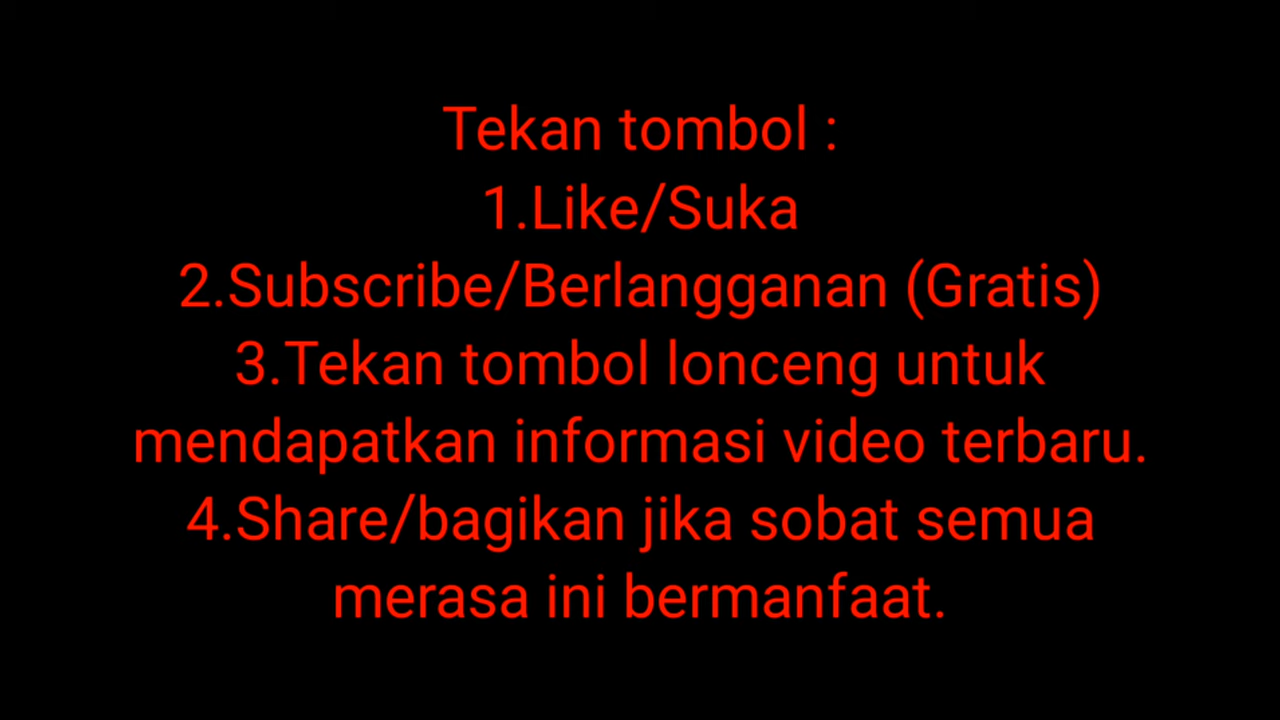 Tekan tombol :
1.Like/Suka
2.Subscribe/Berlangganan (Gratis)
3.Tekan tombol lonceng untuk
mendapatkan informasi video terbaru.
4.Share/bagikan jika sobat semua
merasa ini bermanfaat.